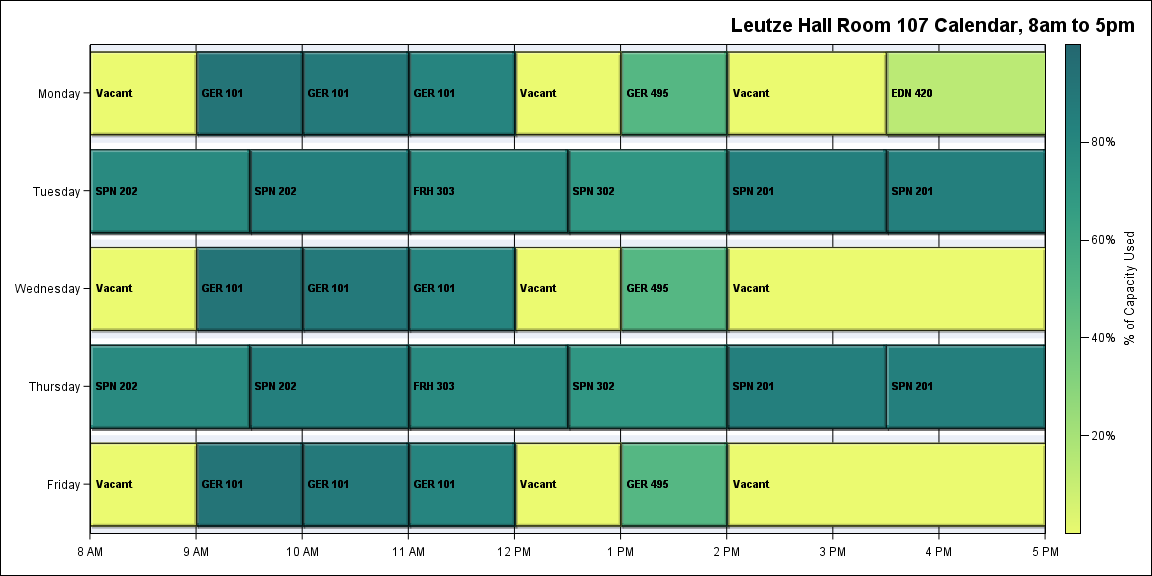 Leutze Hall Room 107 Calendar, 8am to 5pm
Monday
Vacant
GER 101
GER 101
GER 101
Vacant
GER 495
Vacant
EDN 420
Tuesday
SPN 202
SPN 202
FRH 303
SPN 302
SPN 201
SPN 201
Wednesday
Vacant
GER 101
GER 101
GER 101
Vacant
GER 495
Vacant
Thursday
SPN 202
SPN 202
FRH 303
SPN 302
SPN 201
SPN 201
Friday
Vacant
GER 101
GER 101
GER 101
Vacant
GER 495
Vacant
8 AM
9 AM
10 AM
11 AM
12 PM
1 PM
2 PM
3 PM
4 PM
5 PM
80%
60%
40%
20%
% of Capacity Used